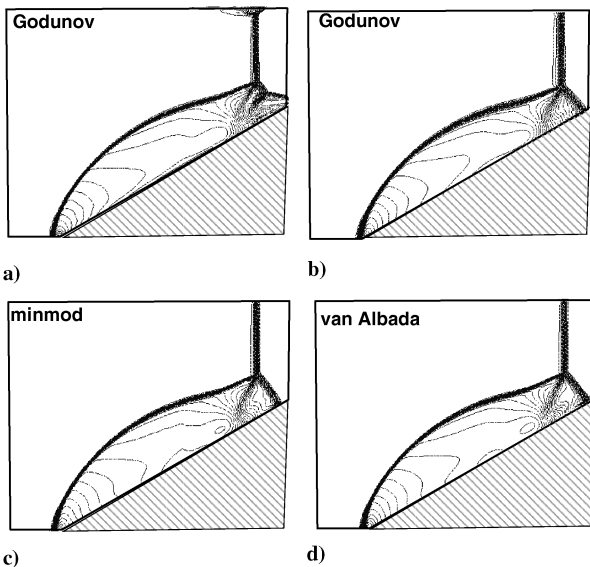 Godunov
Godunov
a)
b)
minmod
van Albada
c)
d)